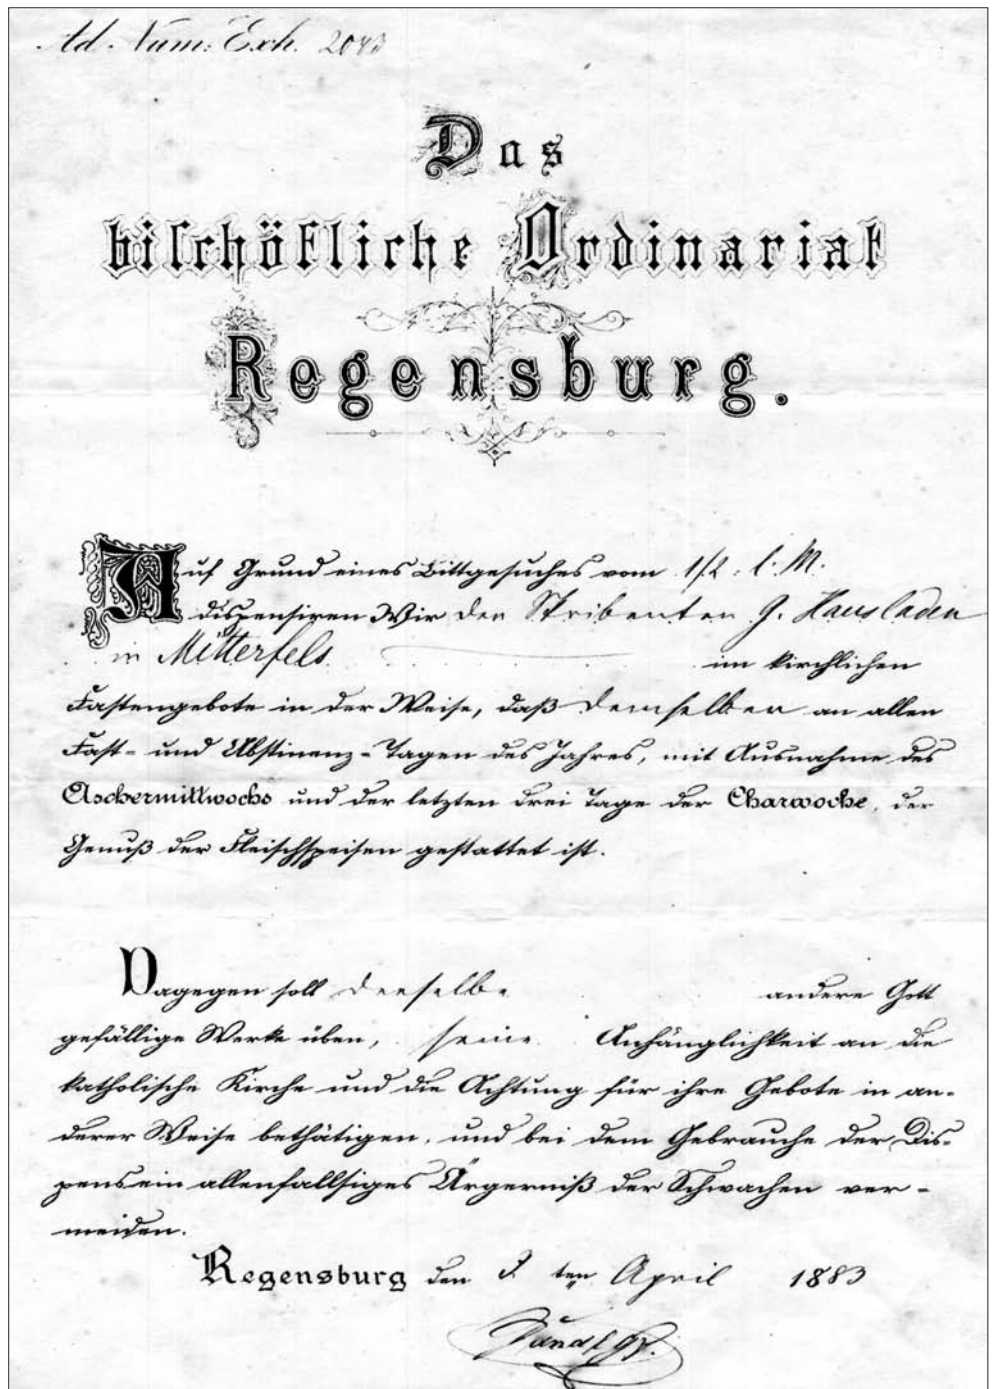 Ad. Num: Exh. 2043
Das
bischöfliche Ordinariat
Regensburg.
Auf Grund eines Bittgesuches vom 1/2. l. M.
dispensiren Wir den Skribenten J. Hausladen
in Mitterfels im kirchlichen
Fastengebote in der Weise, daß demselben an allen
Fast- und Abstinenz-Tagen des Jahres, mit Ausnahme des
Aschermittwochs und der letzten drei Tage der Charwoche, der
Genuß der Fleischspeisen gestattet ist.
Dagegen soll derselbe andere Gott
gefällige Werke üben, seine Anhänglichkeit an die
katholische Kirche und die Achtung für ihre Gebote in an-
derer Weise bethätigen, und bei dem Gebrauche der Dis-
pens ein allenfallsiges Ärgerniß der Schwachen ver-
meiden.
Regensburg den ten April 1883